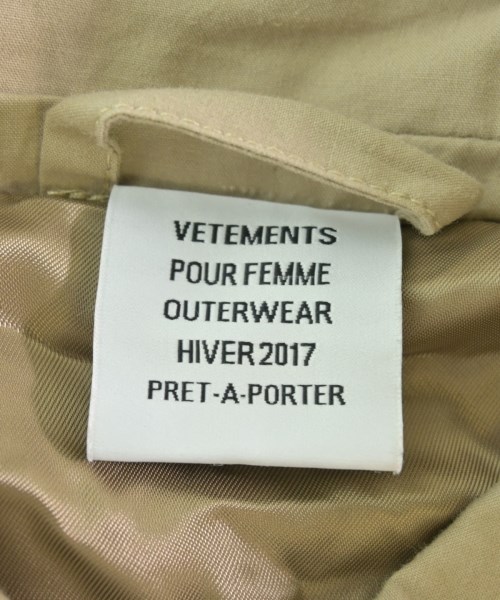 VETEMENTS
POUR FEMME
OUTERWEAR
HIVER 2017
PRET-A-PORTER